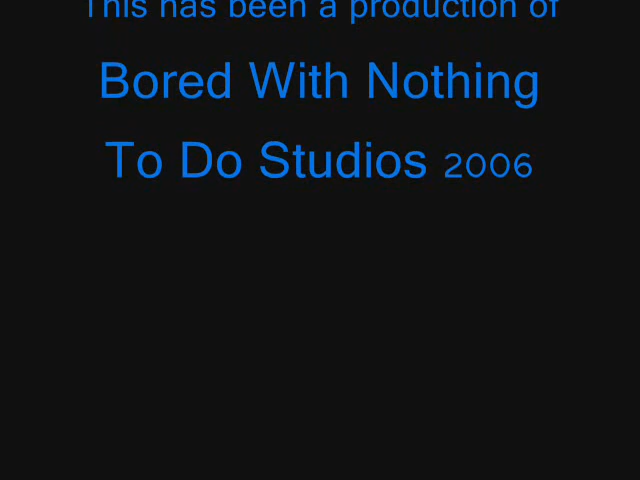 This has been a production of
Bored With Nothing
To Do Studios 2006